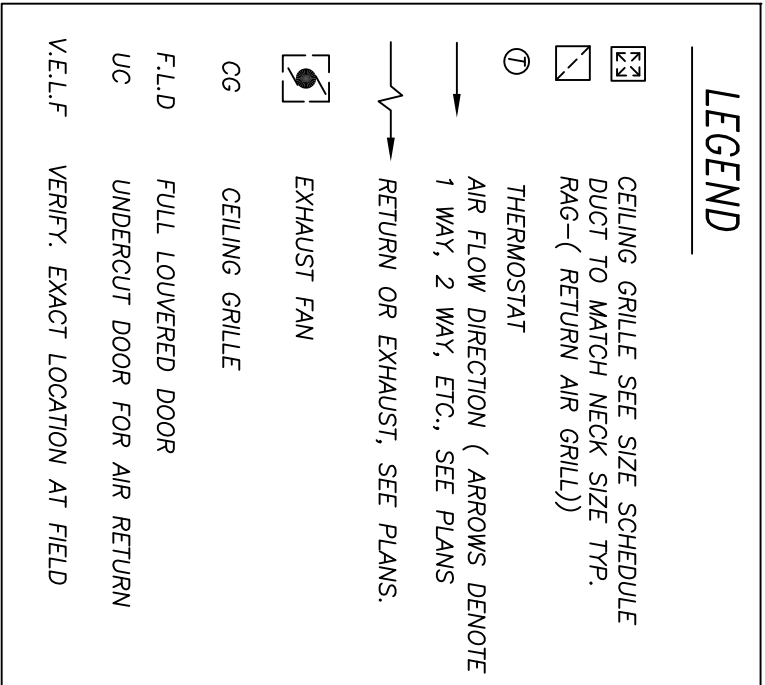 LEGEND
CEILING GRILLE SEE SIZE SCHEDULE
DUCT TO MATCH NECK SIZE TYP.
RAG-( RETURN AIR GRILL))
T THERMOSTAT
AIR FLOW DIRECTION ( ARROWS DENOTE
1 WAY, 2 WAY, ETC., SEE PLANS
RETURN OR EXHAUST, SEE PLANS.
EXHAUST FAN
CG CEILING GRILLE
F.L.D FULL LOUVERED DOOR
UC UNDERCUT DOOR FOR AIR RETURN
V.E.L.F VERIFY. EXACT LOCATION AT FIELD